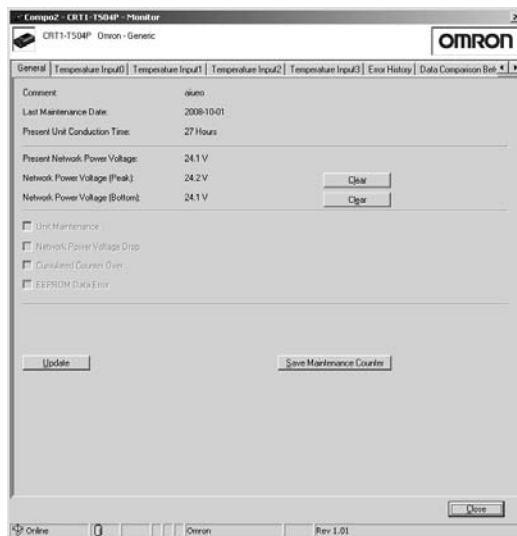 Compo2 - CRT1-TS04P - Monitor
CRT1-TS04P Omron - Generic
OMRON
General Temperature Input0 Temperature Input1 Temperature Input2 Temperature Input3 Error History Data Comparison Bet
Comment: aiueo
Last Maintenance Date: 2008-10-01
Present Unit Conduction Time: 27 Hours
Present Network Power Voltage: 24.1 V
Network Power Voltage (Peak): 24.2 V Clear
Network Power Voltage (Bottom): 24.1 V Clear
Unit Maintenance
Network Power Voltage Drop
Cumulated Counter Over
EEPROM Data Error
Update Save Maintenance Counter
Close
Online Omron Rev 1.01